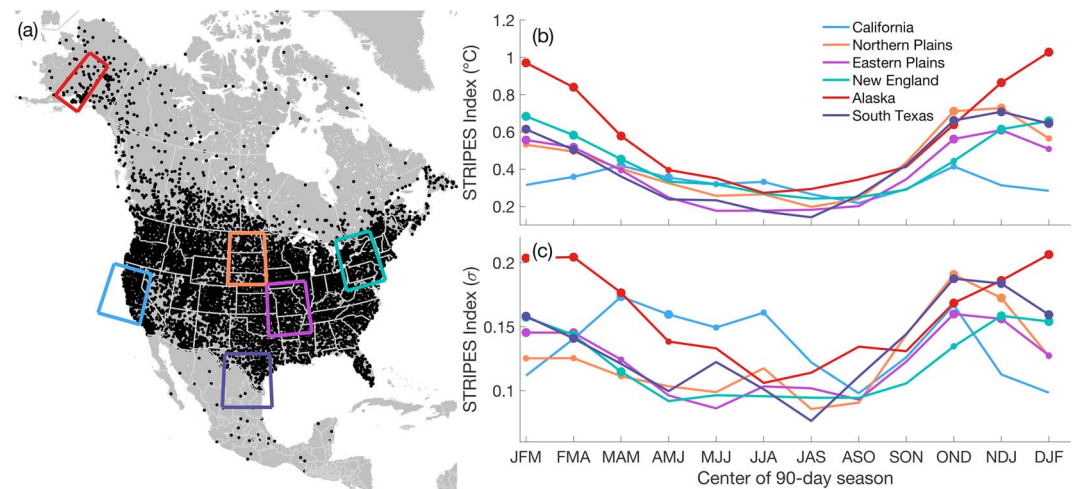 (a)
(b)
STRIPES Index (°C)
1.2
1
0.8
0.6
0.4
0.2
California
Northern Plains
Eastern Plains
New England
Alaska
South Texas
(c)
STRIPES Index (σ)
0.2
0.15
0.1
JFM FMA MAM AMJ MJJ JJA JAS ASO SON OND NDJ DJF
Center of 90-day season